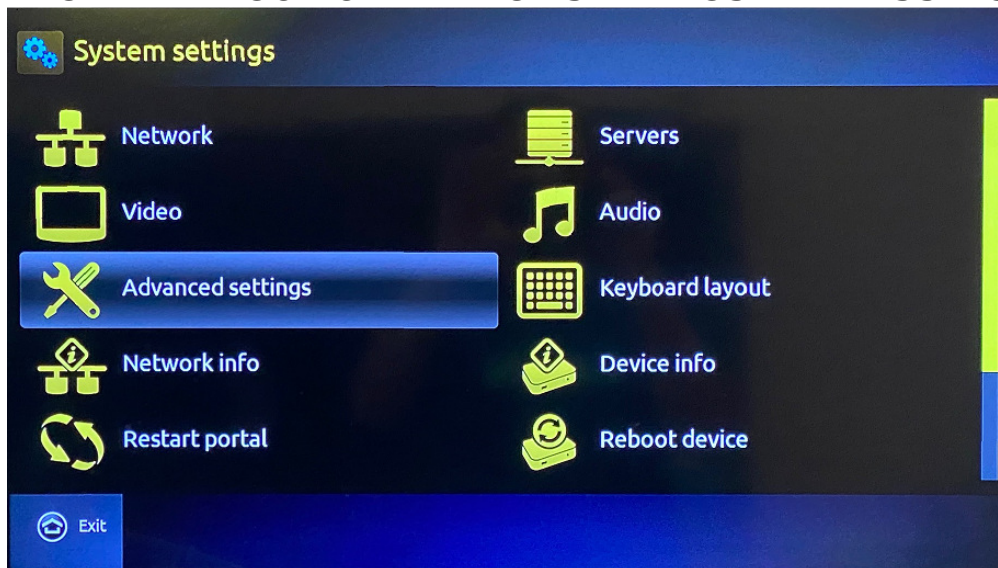 System settings
Network
Servers
Video
Audio
Advanced settings
Keyboard layout
Network info
Device info
Restart portal
Reboot device
Exit